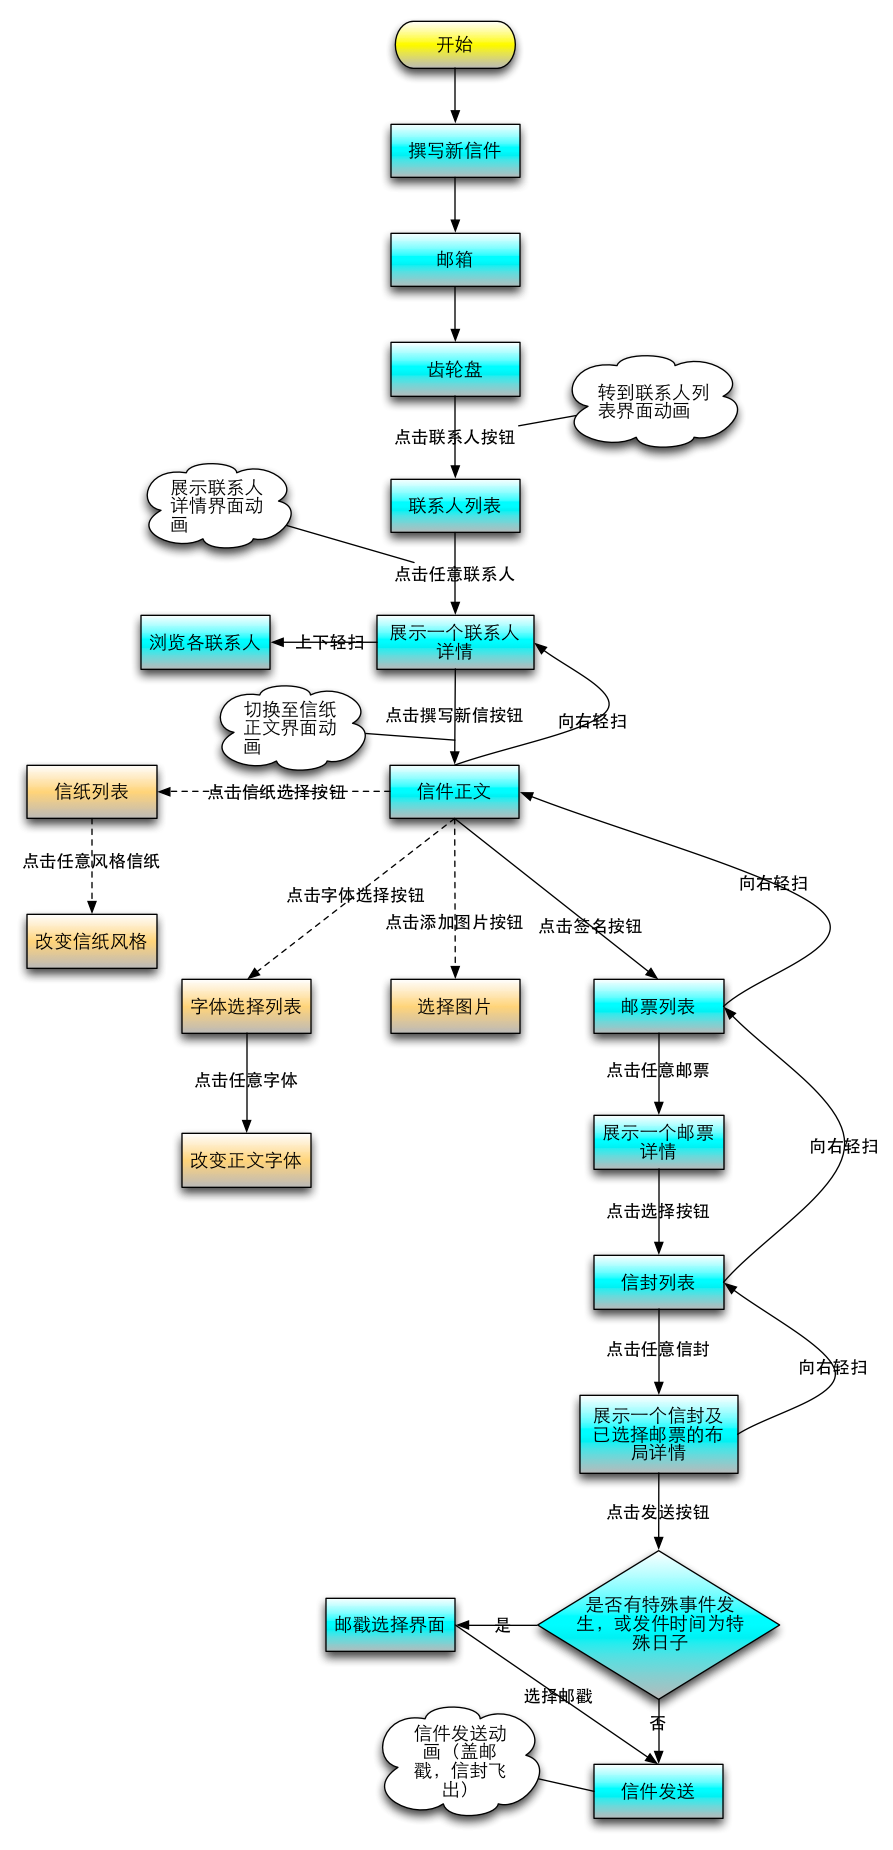 开始
撰写新信件
邮箱
齿轮盘
转到联系人列
表界面动画
点击联系人按钮
展示联系人
详情界面动
画
联系人列表
点击任意联系人
浏览各联系人
上下轻扫
展示一个联系人
详情
切换至信纸
正文界面动
画
点击撰写新信按钮
向右轻扫
信纸列表
点击信纸选择按钮
信件正文
点击任意风格信纸
点击字体选择按钮
点击添加图片按钮
点击签名按钮
向右轻扫
改变信纸风格
字体选择列表
选择图片
邮票列表
点击任意字体
点击任意邮票
改变正文字体
展示一个邮票
详情
向右轻扫
点击选择按钮
信封列表
点击任意信封
向右轻扫
展示一个信封及
已选择邮票的布
局详情
点击发送按钮
是否有特殊事件发
生，或发件时间为特
殊日子
邮戳选择界面
是
选择邮戳
否
信件发送动
画（盖邮
戳，信封飞
出）
信件发送